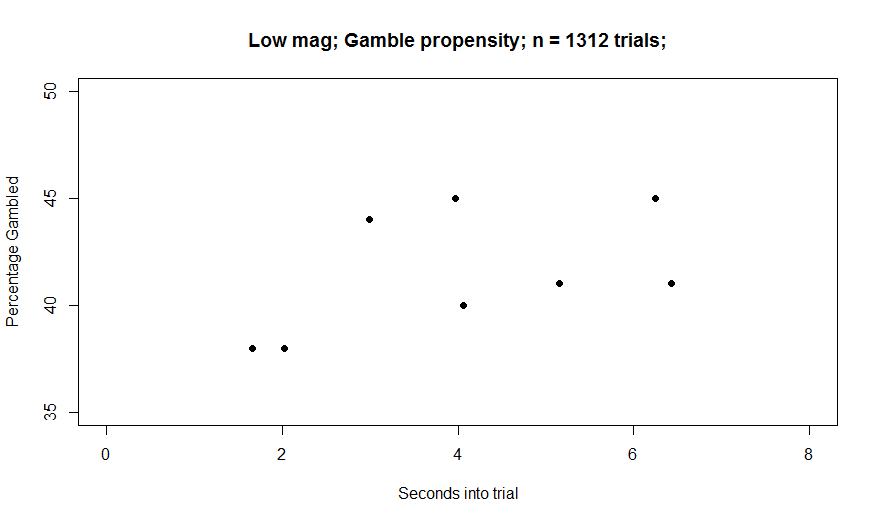 Low mag; Gamble propensity; n = 1312 trials;
Percentage Gambled
50
45
40
35
0 2 4 6 8
Seconds into trial